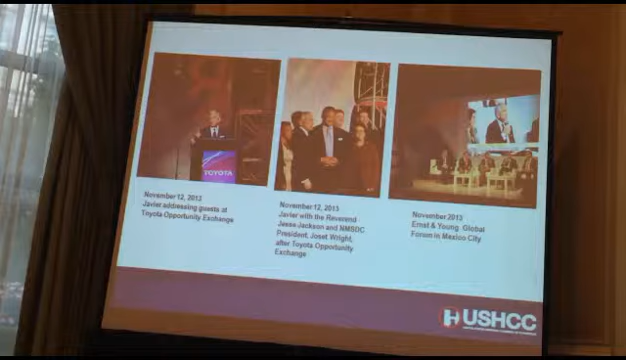 TOYOTA
November 12, 2013
Javier addressing guests at
Toyota Opportunity Exchange
November 12, 2013
Javier with the Reverend
Jesse Jackson and NMSDC
President, Joset Wright,
after Toyota Opportunity
Exchange
November 2013
Ernst & Young Global
Forum in Mexico City
USHCC